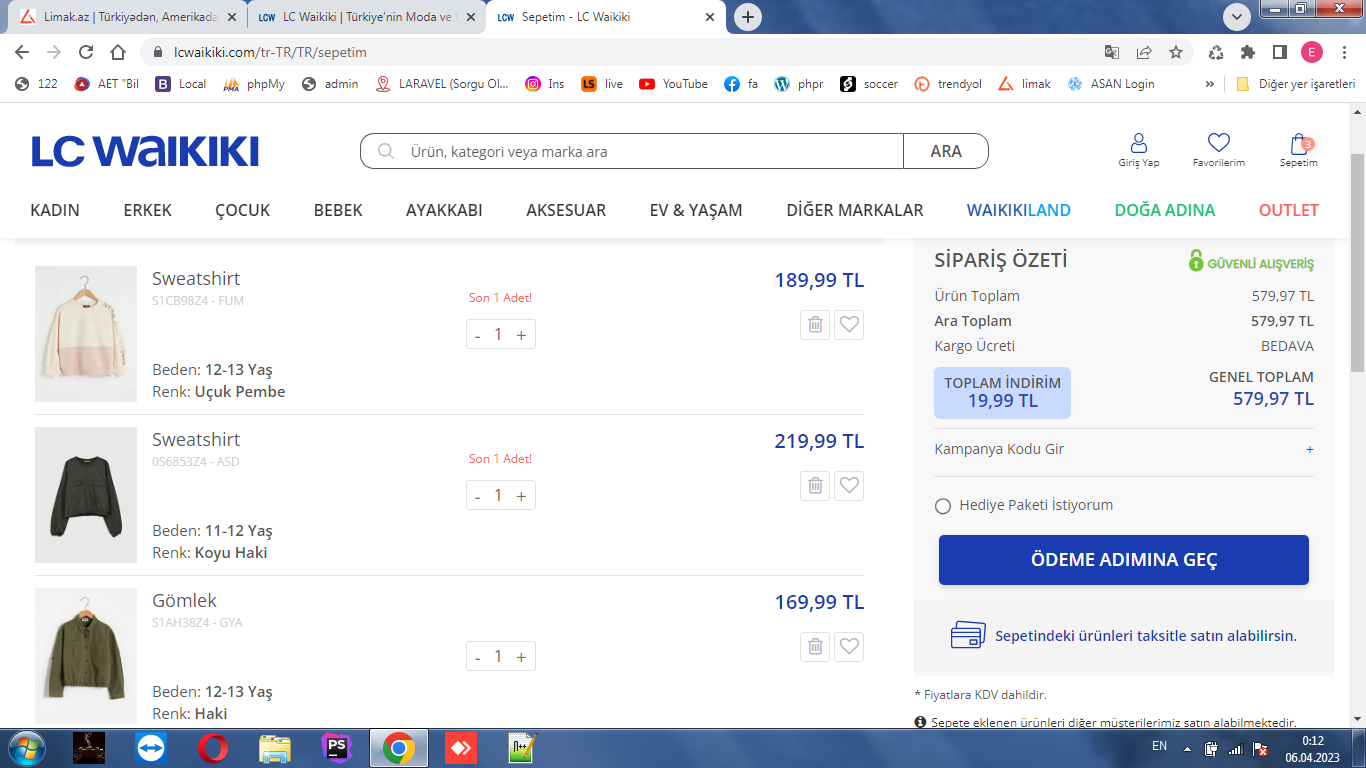 Limak.az | Türkiyədən, Amerikada
LC Waikiki | Türkiye'nin Moda ve
Sepetim - LC Waikiki
lcwaikiki.com/tr-TR/TR/sepetim
E
122
AET "Bil
Local
phpMy
admin
LARAVEL (Sorgu Ol...
Ins
live
YouTube
fa
phpr
soccer
trendyol
limak
ASAN Login
»
Diğer yer işaretleri
LC WAIKIKI
Ürün, kategori veya marka ara
ARA
Giriş Yap
Favorilerim
3
Sepetim
KADIN
ERKEK
ÇOCUK
BEBEK
AYAKKABI
AKSESUAR
EV & YAŞAM
DİĞER MARKALAR
WAIKIKILAND
DOĞA ADINA
OUTLET
Sweatshirt
S1CB98Z4 - FUM
Son 1 Adet!
- 1 +
189,99 TL
Beden: 12-13 Yaş
Renk: Uçuk Pembe
Sweatshirt
0S6853Z4 - ASD
Son 1 Adet!
- 1 +
219,99 TL
Beden: 11-12 Yaş
Renk: Koyu Haki
Gömlek
S1AH38Z4 - GYA
- 1 +
169,99 TL
Beden: 12-13 Yaş
Renk: Haki
SİPARİŞ ÖZETİ
GÜVENLİ ALIŞVERİŞ
Ürün Toplam 579,97 TL
Ara Toplam 579,97 TL
Kargo Ücreti BEDAVA
TOPLAM İNDİRİM
19,99 TL
GENEL TOPLAM
579,97 TL
Kampanya Kodu Gir +
Hediye Paketi İstiyorum
ÖDEME ADIMINA GEÇ
Sepetindeki ürünleri taksitle satın alabilirsin.
* Fiyatlara KDV dahildir.
Sepete eklenen ürünleri diğer müşterilerimiz satın alabilmektedir.
PS
EN
0:12
06.04.2023